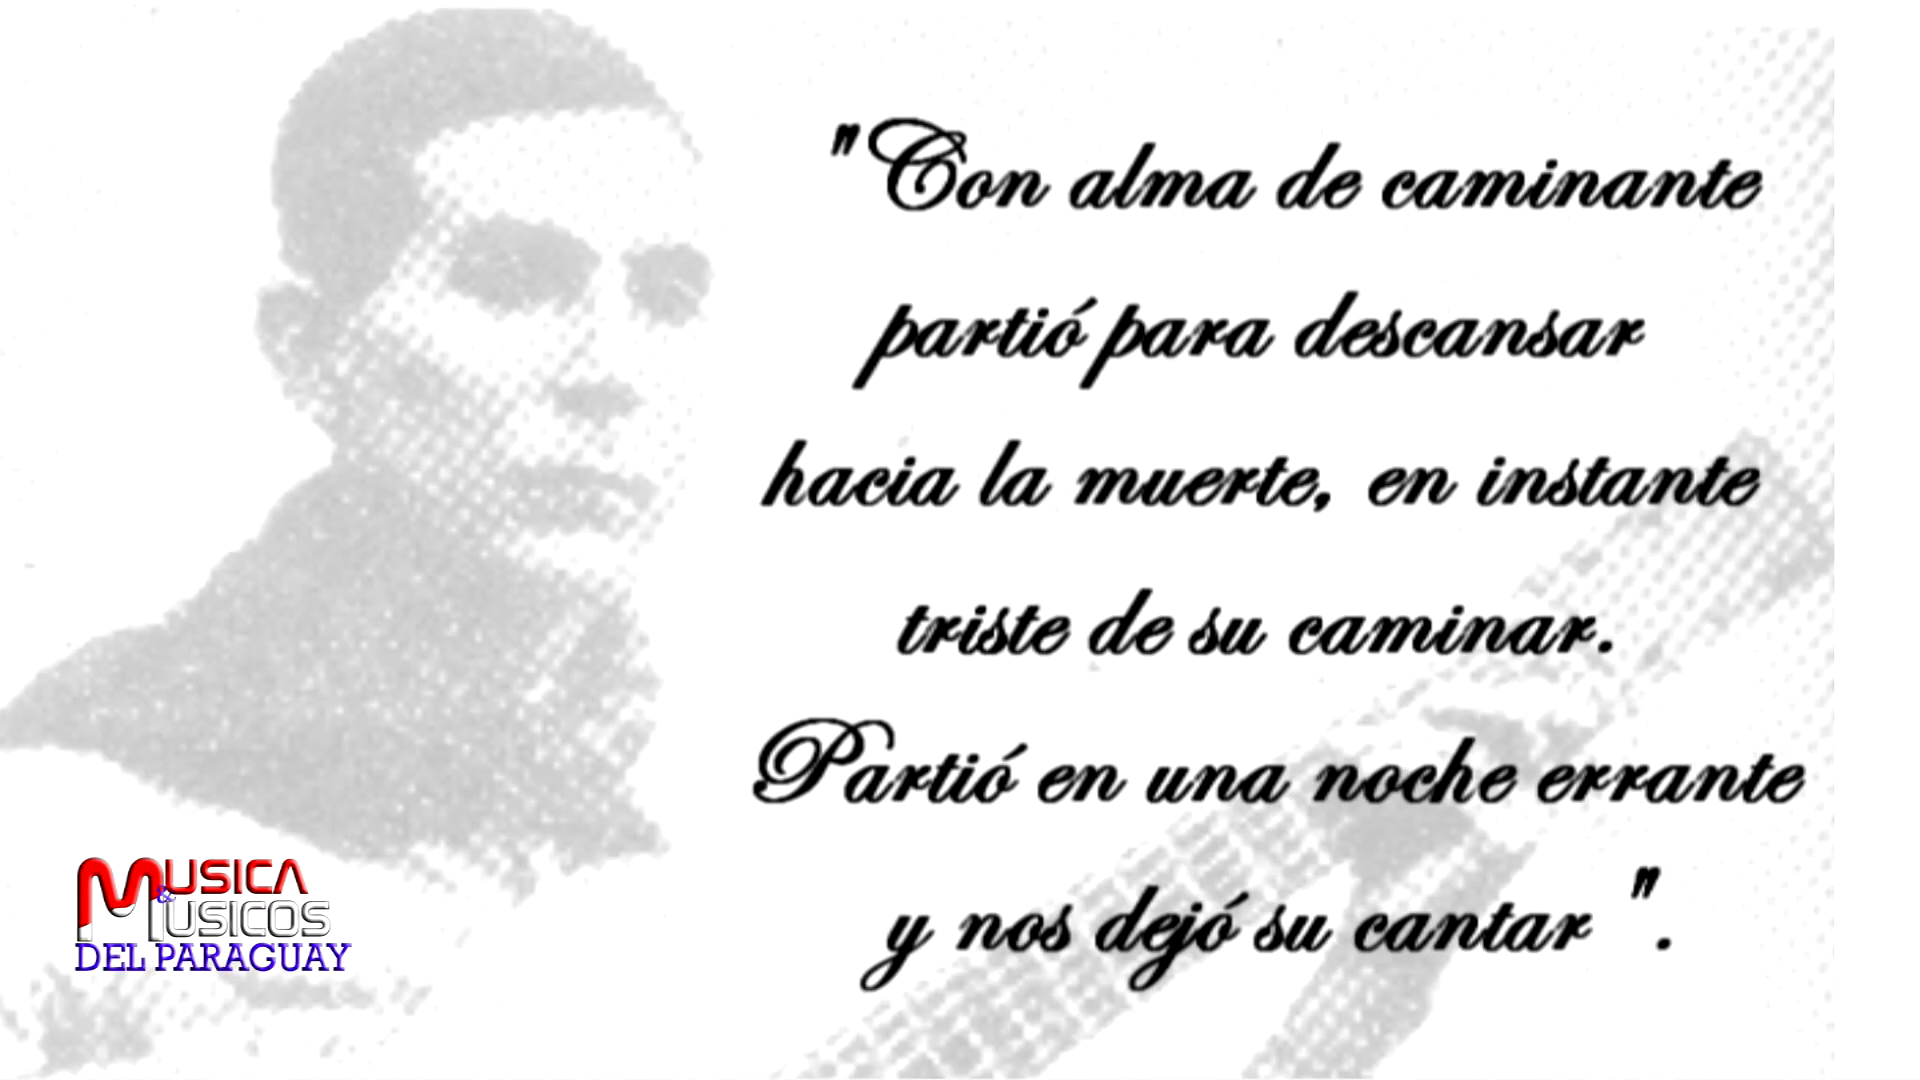 "Con alma de caminante
partió para descansar
hacia la muerte, en instante
triste de su caminar.
Partió en una noche errante
y nos dejó su cantar ".
MUSICA
& MUSICOS
DEL PARAGUAY